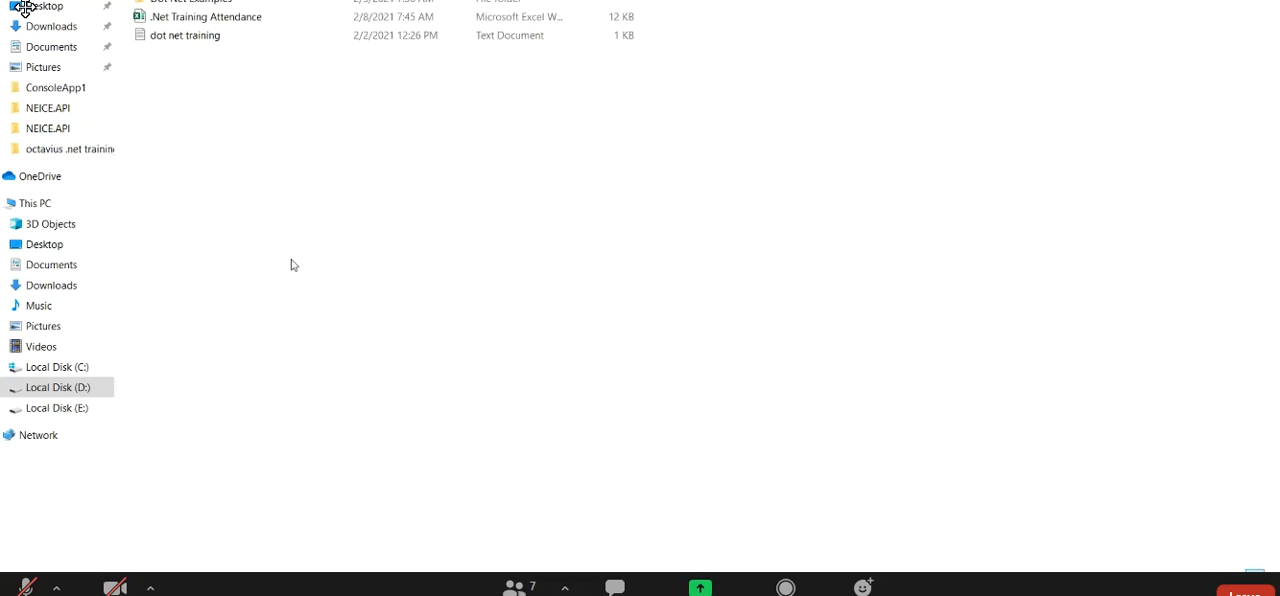 Desktop
Downloads
Documents
Pictures
ConsoleApp1
NEICE.API
NEICE.API
octavius .net trainin
OneDrive
This PC
3D Objects
Desktop
Documents
Downloads
Music
Pictures
Videos
Local Disk (C:)
Local Disk (D:)
Local Disk (E:)
Network
.Net Training Attendance 2/8/2021 7:45 AM Microsoft Excel W... 12 KB
dot net training 2/2/2021 12:26 PM Text Document 1 KB
7